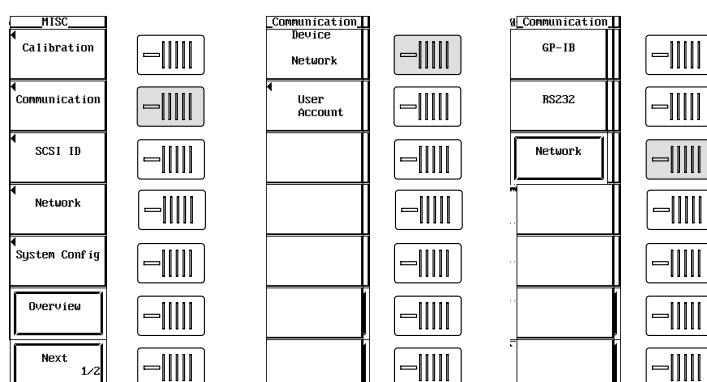 MISC
Calibration
Communication
SCSI ID
Network
System Config
Overview
Next
1/2
Communication
Device
Network
User
Account
Communication
GP-IB
RS232
Network